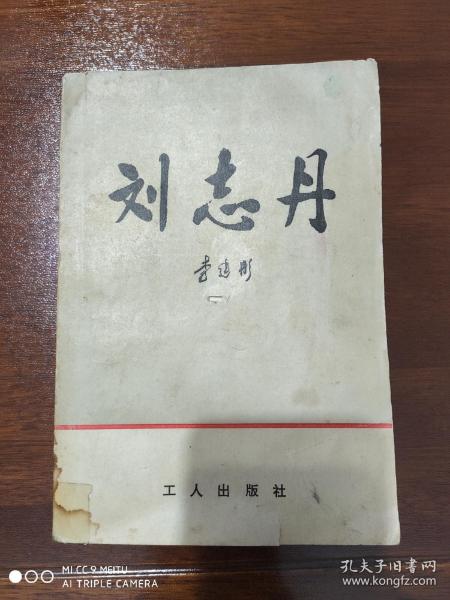 刘志丹
李建彤
工人出版社
MI CC 9 MEITU
AI TRIPLE CAMERA
孔夫子旧书网
www.kongfz.com